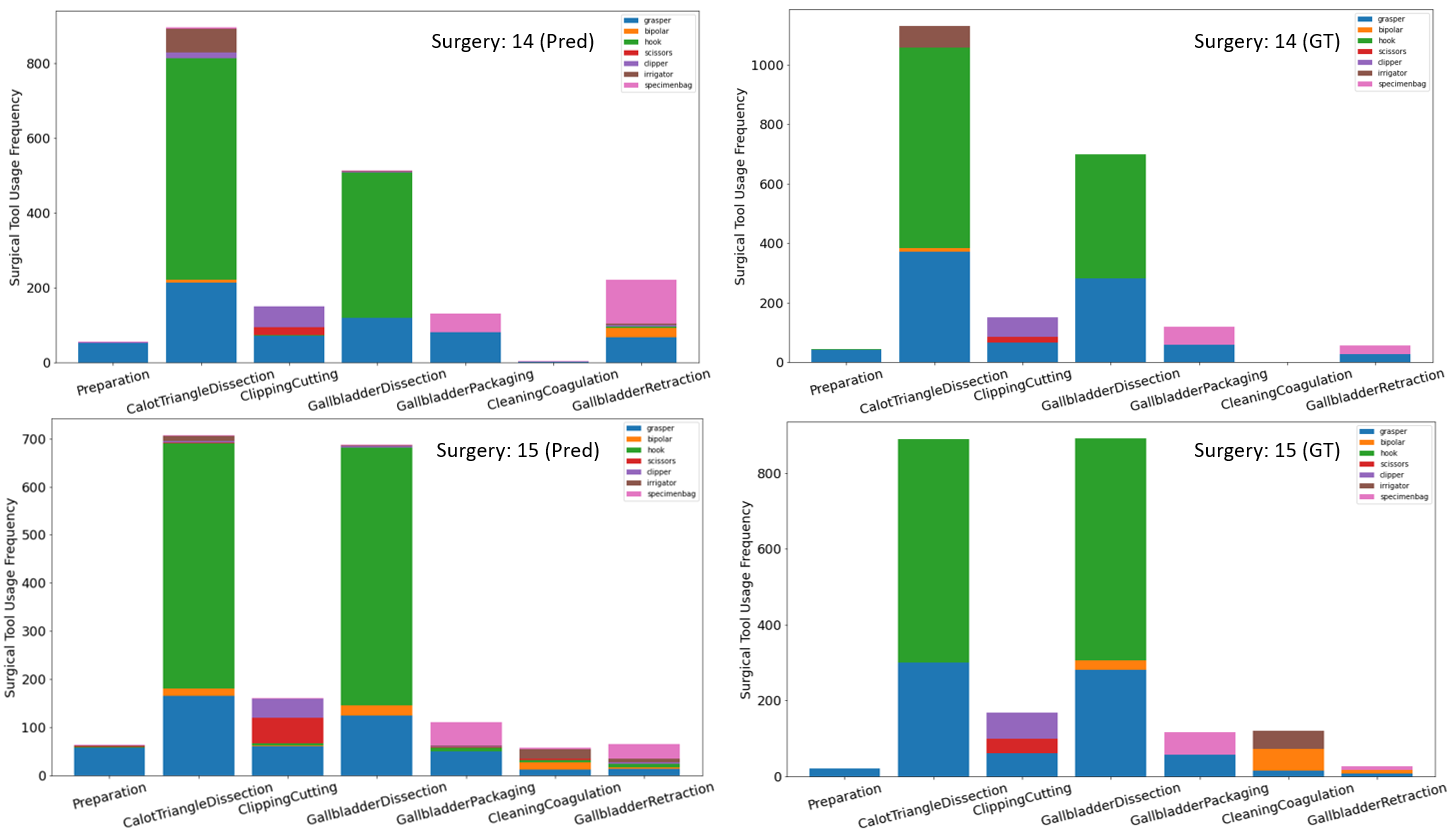 Surgery: 14 (Pred)
grasper
bipolar
hook
scissors
clipper
irrigator
specimenbag
Surgical Tool Usage Frequency
800
600
400
200
0
Preparation
CalotTriangleDissection
ClippingCutting
GallbladderDissection
GallbladderPackaging
CleaningCoagulation
GallbladderRetraction
Surgery: 14 (GT)
grasper
bipolar
hook
scissors
clipper
irrigator
specimenbag
Surgical Tool Usage Frequency
1000
800
600
400
200
0
Preparation
CalotTriangleDissection
ClippingCutting
GallbladderDissection
GallbladderPackaging
CleaningCoagulation
GallbladderRetraction
Surgery: 15 (Pred)
grasper
bipolar
hook
scissors
clipper
irrigator
specimenbag
Surgical Tool Usage Frequency
700
600
500
400
300
200
100
0
Preparation
CalotTriangleDissection
ClippingCutting
GallbladderDissection
GallbladderPackaging
CleaningCoagulation
GallbladderRetraction
Surgery: 15 (GT)
grasper
bipolar
hook
scissors
clipper
irrigator
specimenbag
Surgical Tool Usage Frequency
800
600
400
200
0
Preparation
CalotTriangleDissection
ClippingCutting
GallbladderDissection
GallbladderPackaging
CleaningCoagulation
GallbladderRetraction